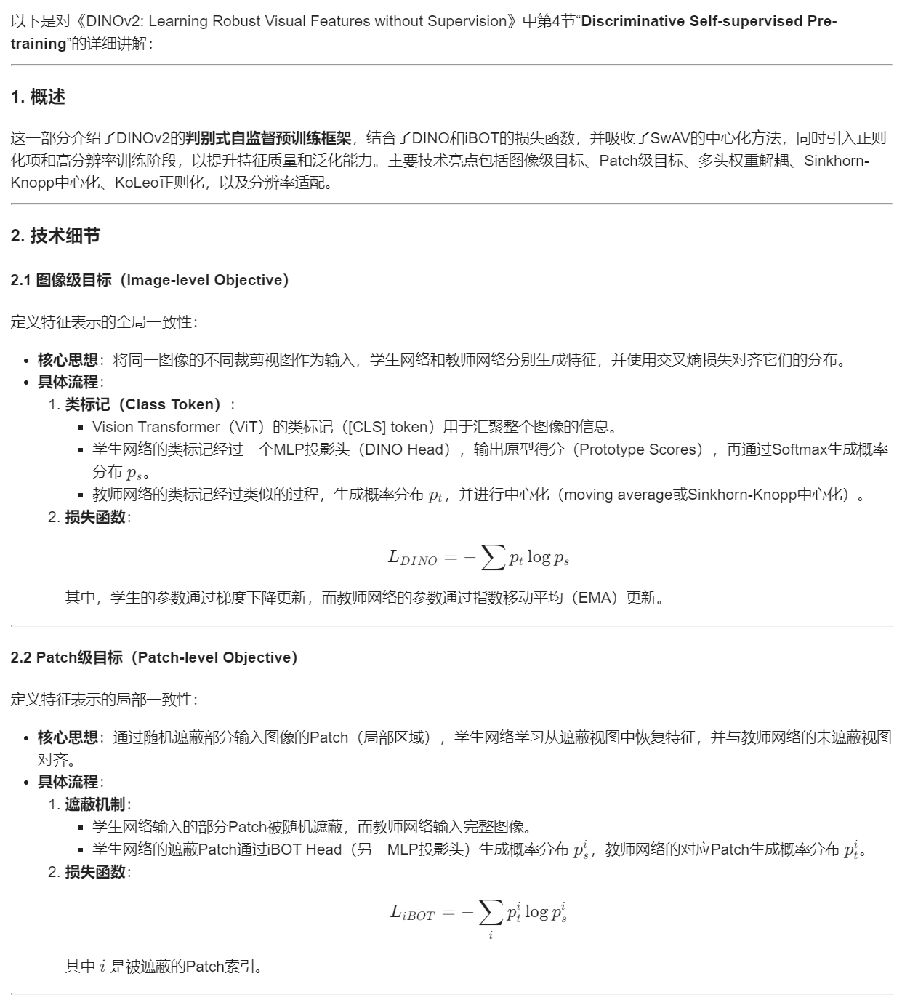 以下是对《DINOv2: Learning Robust Visual Features without Supervision》中第4节“Discriminative Self-supervised Pre-
training”的详细讲解：
1. 概述
这一部分介绍了DINOv2的判别式自监督预训练框架，结合了DINO和iBOT的损失函数，并吸收了SwAV的中心化方法，同时引入正则
化项和高分辨率训练阶段，以提升特征质量和泛化能力。主要技术亮点包括图像级目标、Patch级目标、多头权重解耦、Sinkhorn-
Knopp中心化、KoLeo正则化，以及分辨率适配。
2. 技术细节
2.1 图像级目标（Image-level Objective）
定义特征表示的全局一致性：
• 核心思想：将同一图像的不同裁剪视图作为输入，学生网络和教师网络分别生成特征，并使用交叉熵损失对齐它们的分布。
• 具体流程：
1. 类标记（Class Token）：
▪ Vision Transformer（ViT）的类标记（[CLS] token）用于汇聚整个图像的信息。
▪ 学生网络的类标记经过一个MLP投影头（DINO Head），输出原型得分（Prototype Scores），再通过Softmax生成概率
分布 p_s。
▪ 教师网络的类标记经过类似的过程，生成概率分布 p_t，并进行中心化（moving average或Sinkhorn-Knopp中心化）。
2. 损失函数：
L_{DINO} = −∑ p_t log p_s
其中，学生的参数通过梯度下降更新，而教师网络的参数通过指数移动平均（EMA）更新。
2.2 Patch级目标（Patch-level Objective）
定义特征表示的局部一致性：
• 核心思想：通过随机遮蔽部分输入图像的Patch（局部区域），学生网络学习从遮蔽视图中恢复特征，并与教师网络的未遮蔽视图
对齐。
• 具体流程：
1. 遮蔽机制：
▪ 学生网络输入的部分Patch被随机遮蔽，而教师网络输入完整图像。
▪ 学生网络的遮蔽Patch通过iBOT Head（另一MLP投影头）生成概率分布 p_s^i，教师网络的对应Patch生成概率分布 p_t^i。
2. 损失函数：
L_{iBOT} = −∑_i p_t^i log p_s^i
其中 i 是被遮蔽的Patch索引。